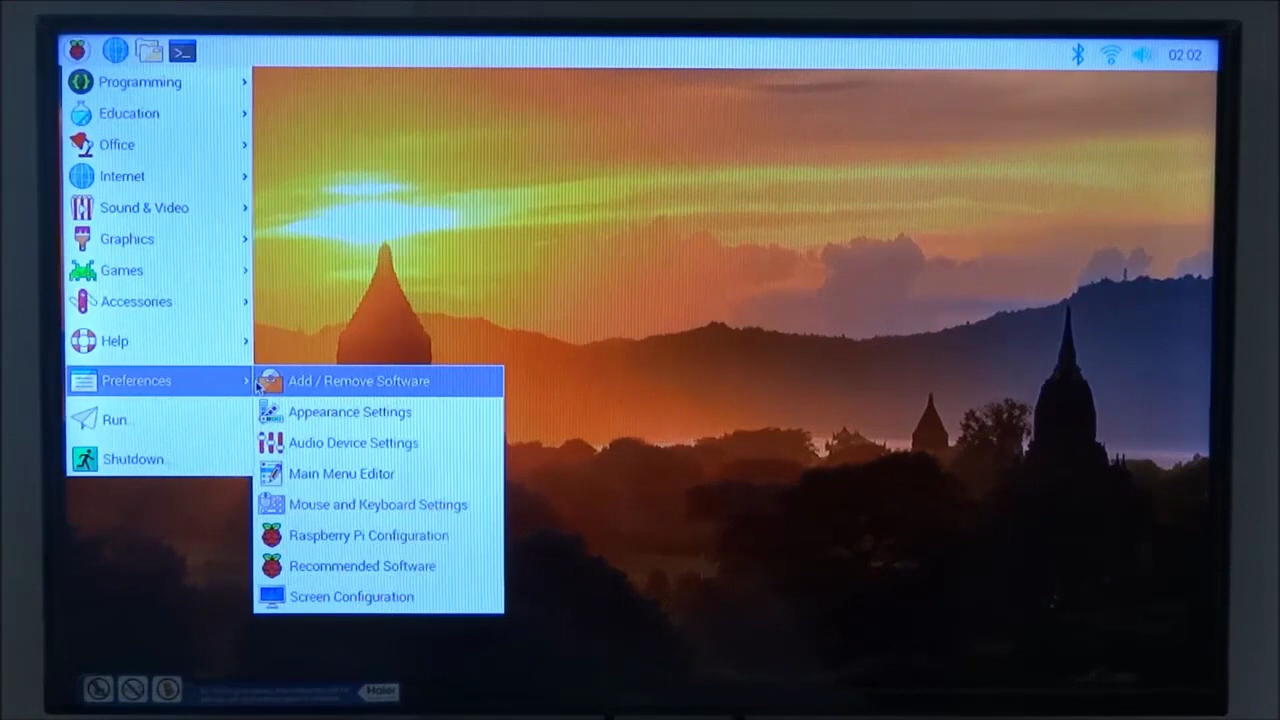 02:02
Programming
Education
Office
Internet
Sound & Video
Graphics
Games
Accessories
Help
Preferences
Run...
Shutdown...
Add / Remove Software
Appearance Settings
Audio Device Settings
Main Menu Editor
Mouse and Keyboard Settings
Raspberry Pi Configuration
Recommended Software
Screen Configuration
Haier